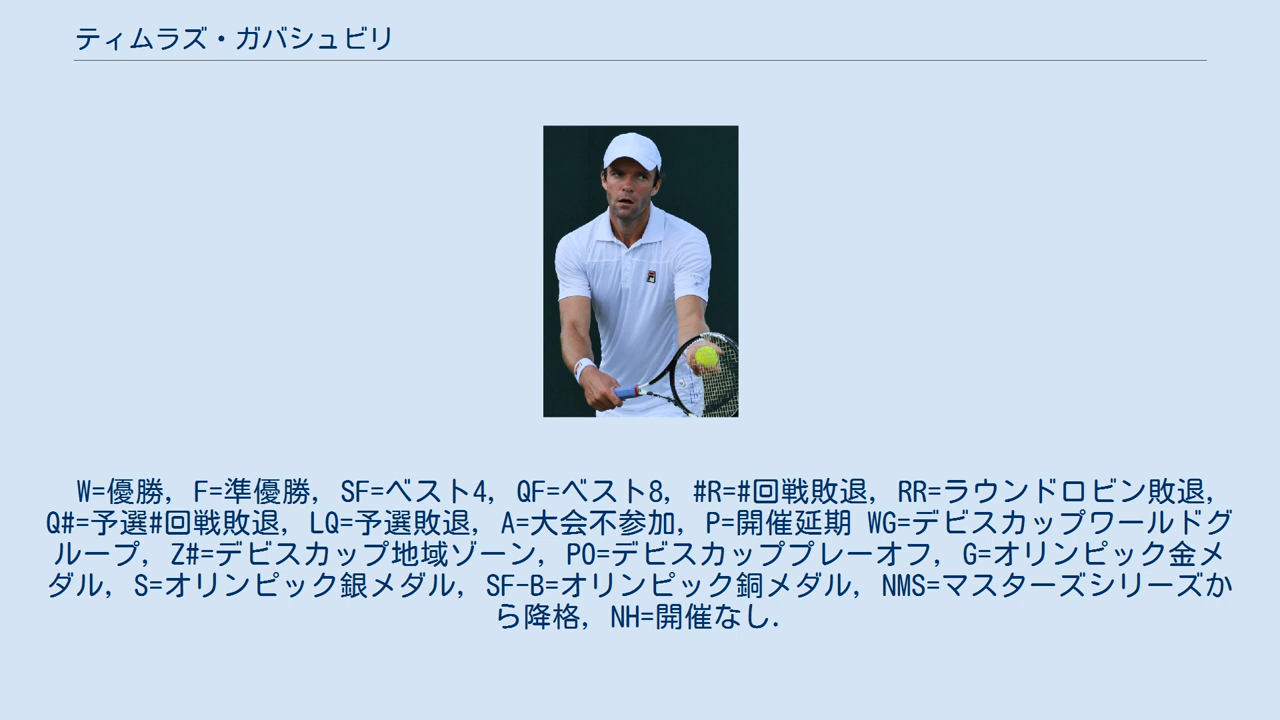 ティムラズ・ガバシュビリ
W=優勝, F=準優勝, SF=ベスト4, QF=ベスト8, #R=#回戦敗退, RR=ラウンドロビン敗退,
Q#=予選#回戦敗退, LQ=予選敗退, A=大会不参加, P=開催延期 WG=デビスカップワールドグ
ループ, Z#=デビスカップ地域ゾーン, PO=デビスカッププレーオフ, G=オリンピック金メ
ダル, S=オリンピック銀メダル, SF-B=オリンピック銅メダル, NMS=マスターズシリーズか
ら降格, NH=開催なし.